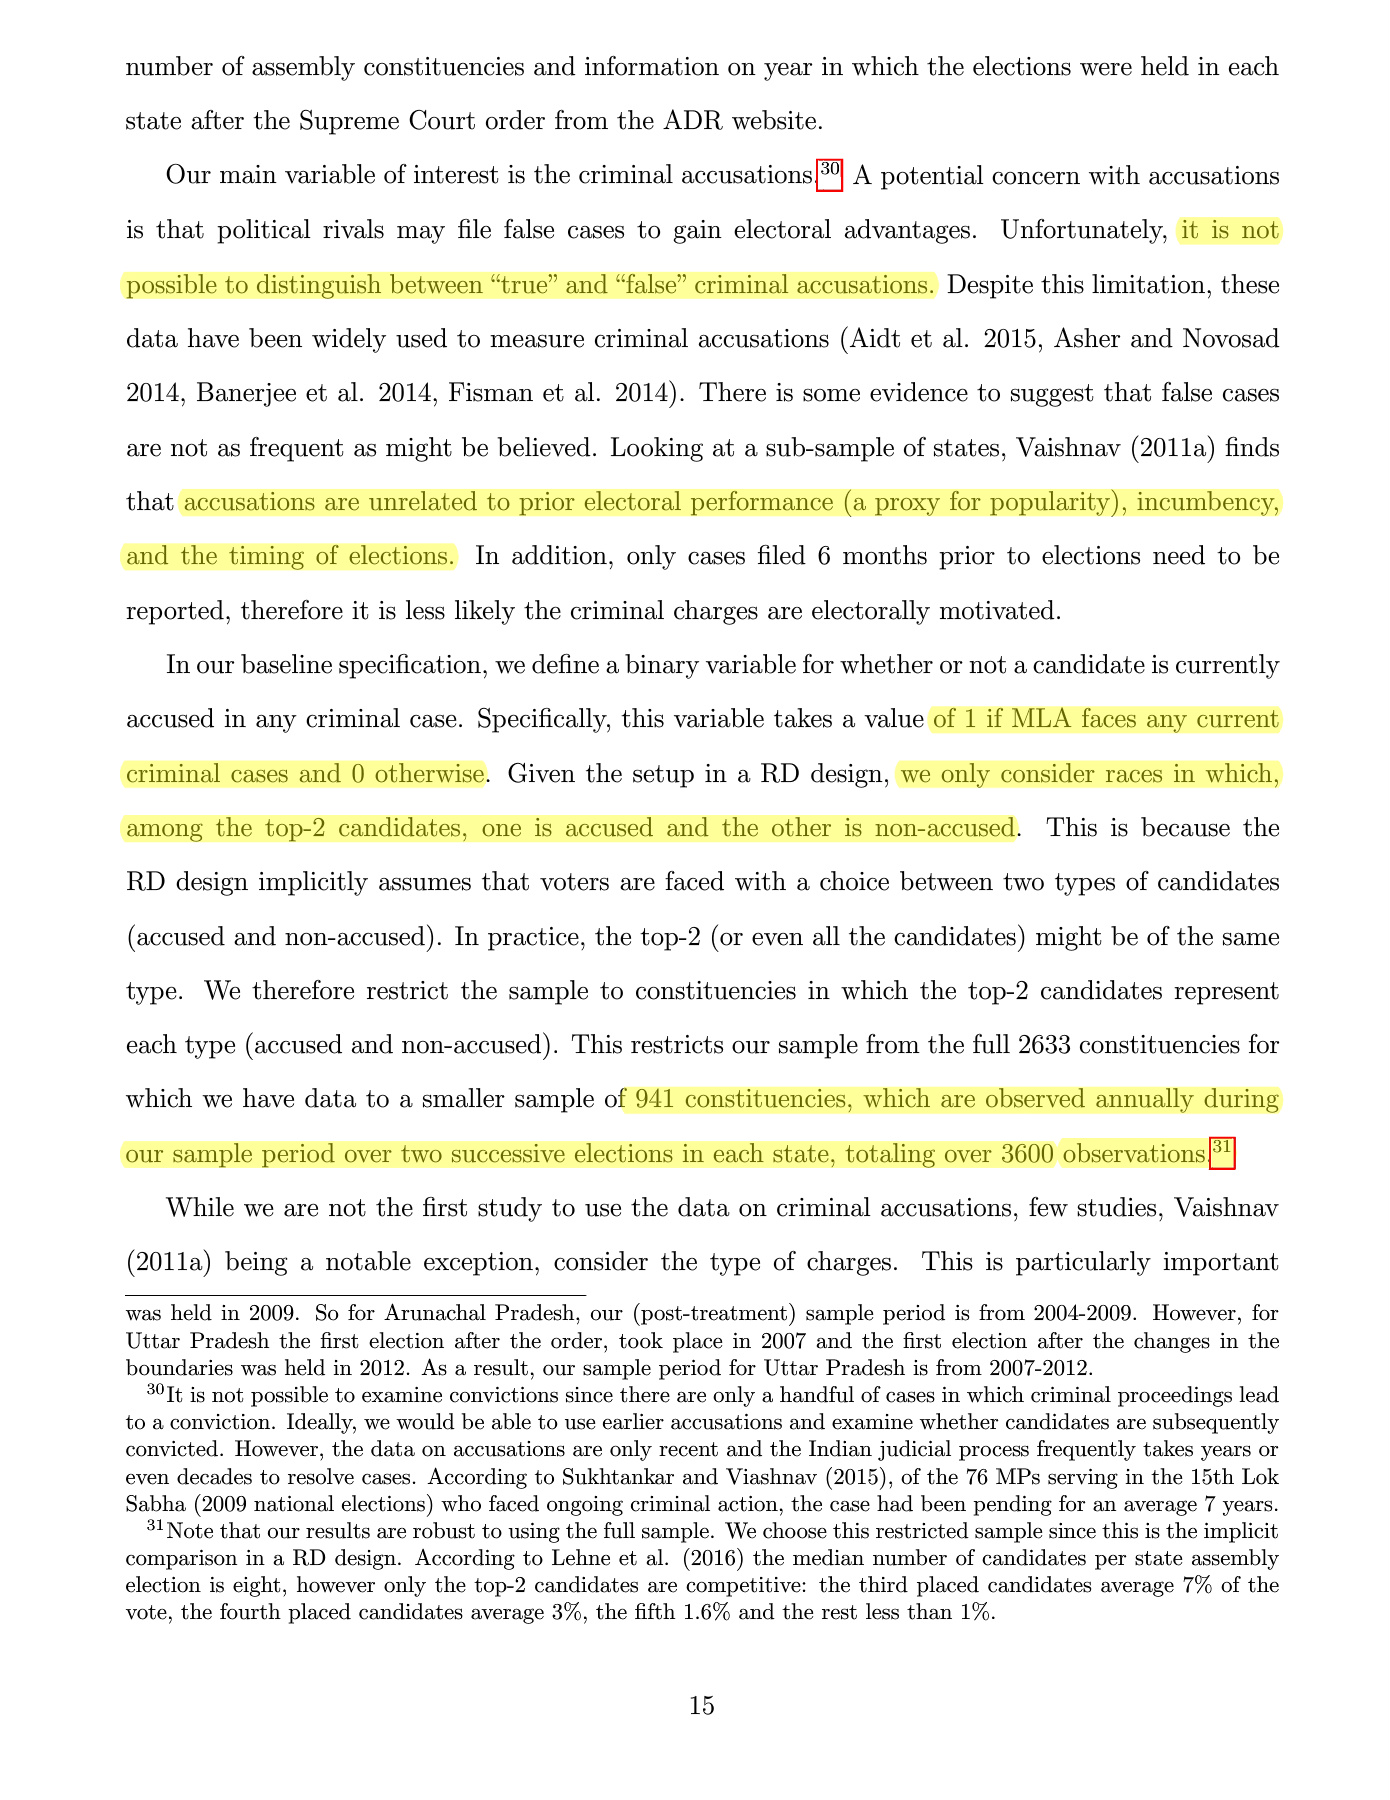 number of assembly constituencies and information on year in which the elections were held in each
state after the Supreme Court order from the ADR website.
Our main variable of interest is the criminal accusations.30 A potential concern with accusations
is that political rivals may file false cases to gain electoral advantages. Unfortunately, it is not
possible to distinguish between “true” and “false” criminal accusations. Despite this limitation, these
data have been widely used to measure criminal accusations (Aidt et al. 2015, Asher and Novosad
2014, Banerjee et al. 2014, Fisman et al. 2014). There is some evidence to suggest that false cases
are not as frequent as might be believed. Looking at a sub-sample of states, Vaishnav (2011a) finds
that accusations are unrelated to prior electoral performance (a proxy for popularity), incumbency,
and the timing of elections. In addition, only cases filed 6 months prior to elections need to be
reported, therefore it is less likely the criminal charges are electorally motivated.
In our baseline specification, we define a binary variable for whether or not a candidate is currently
accused in any criminal case. Specifically, this variable takes a value of 1 if MLA faces any current
criminal cases and 0 otherwise. Given the setup in a RD design, we only consider races in which,
among the top-2 candidates, one is accused and the other is non-accused. This is because the
RD design implicitly assumes that voters are faced with a choice between two types of candidates
(accused and non-accused). In practice, the top-2 (or even all the candidates) might be of the same
type. We therefore restrict the sample to constituencies in which the top-2 candidates represent
each type (accused and non-accused). This restricts our sample from the full 2633 constituencies for
which we have data to a smaller sample of 941 constituencies, which are observed annually during
our sample period over two successive elections in each state, totaling over 3600 observations.31
While we are not the first study to use the data on criminal accusations, few studies, Vaishnav
(2011a) being a notable exception, consider the type of charges. This is particularly important
was held in 2009. So for Arunachal Pradesh, our (post-treatment) sample period is from 2004-2009. However, for
Uttar Pradesh the first election after the order, took place in 2007 and the first election after the changes in the
boundaries was held in 2012. As a result, our sample period for Uttar Pradesh is from 2007-2012.
30It is not possible to examine convictions since there are only a handful of cases in which criminal proceedings lead
to a conviction. Ideally, we would be able to use earlier accusations and examine whether candidates are subsequently
convicted. However, the data on accusations are only recent and the Indian judicial process frequently takes years or
even decades to resolve cases. According to Sukhtankar and Viashnav (2015), of the 76 MPs serving in the 15th Lok
Sabha (2009 national elections) who faced ongoing criminal action, the case had been pending for an average 7 years.
31Note that our results are robust to using the full sample. We choose this restricted sample since this is the implicit
comparison in a RD design. According to Lehne et al. (2016) the median number of candidates per state assembly
election is eight, however only the top-2 candidates are competitive: the third placed candidates average 7% of the
vote, the fourth placed candidates average 3%, the fifth 1.6% and the rest less than 1%.
15